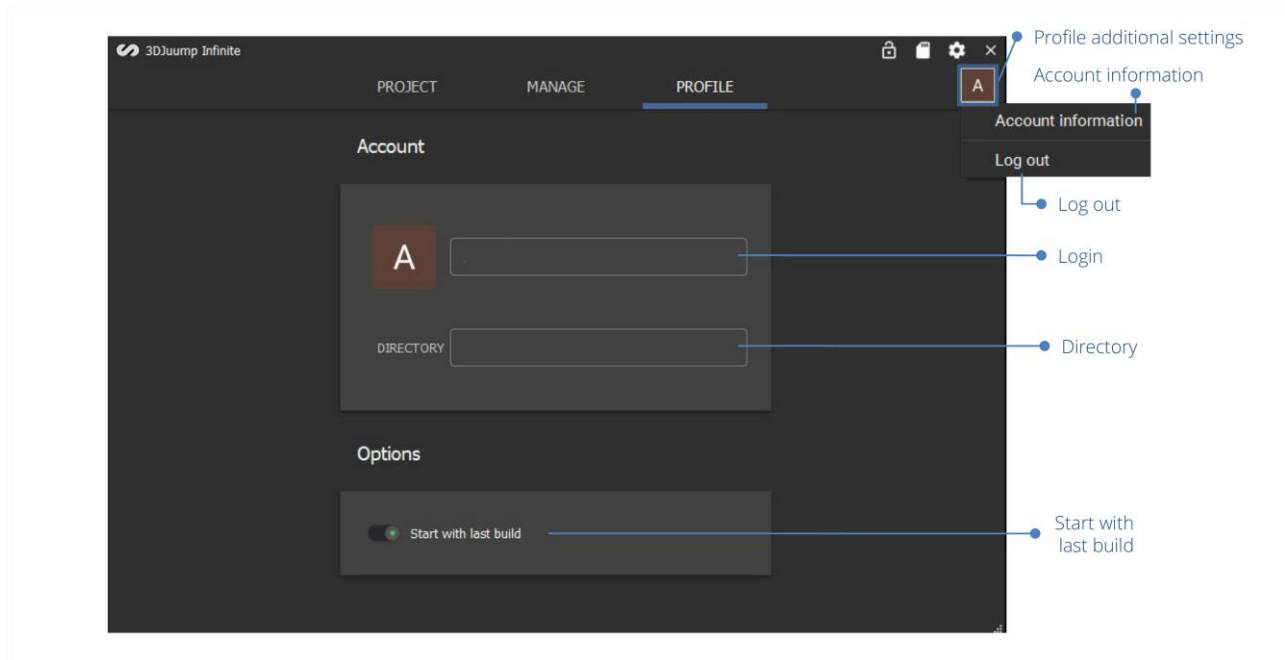 3DJuump Infinite
Profile additional settings
PROJECT MANAGE PROFILE A
Account information
Account information
Account
Log out
Log out
A
Login
DIRECTORY
Directory
Options
Start with last build
Start with
last build